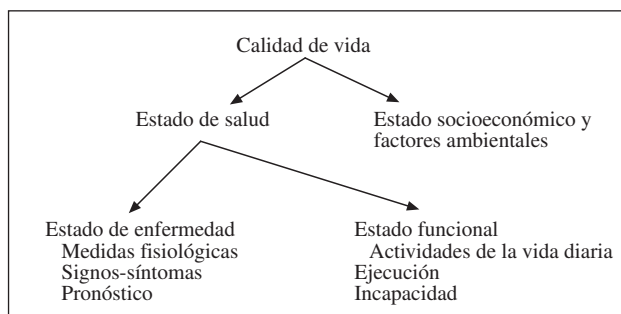 Calidad de vida
Estado de salud
Estado socioeconómico y
factores ambientales
Estado de enfermedad
Medidas fisiológicas
Signos-síntomas
Pronóstico
Estado funcional
Actividades de la vida diaria
Ejecución
Incapacidad